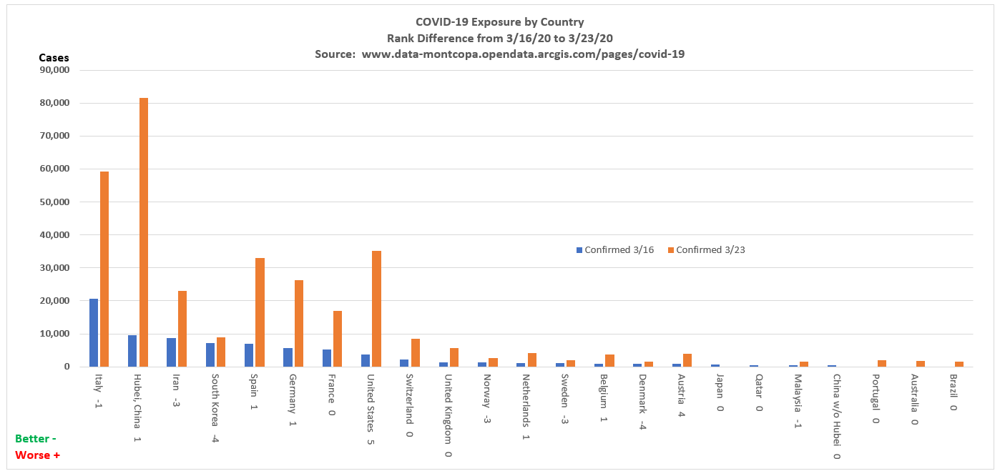 COVID-19 Exposure by Country
Rank Difference from 3/16/20 to 3/23/20
Source:  www.data-montcopa.opendata.arcgis.com/pages/covid-19
Cases
90,000
80,000
70,000
60,000
50,000
40,000
30,000
20,000
10,000
0
Confirmed 3/16
Confirmed 3/23
Italy  -1
Hubei, China  1
Iran  -3
South Korea  -4
Spain  1
Germany  1
France  0
United States  5
Switzerland  0
United Kingdom  0
Norway  -3
Netherlands  1
Sweden  -3
Belgium  1
Denmark  -4
Austria  4
Japan  0
Qatar  0
Malaysia  -1
China w/o Hubei  0
Portugal  0
Australia  0
Brazil  0
Better -
Worse +